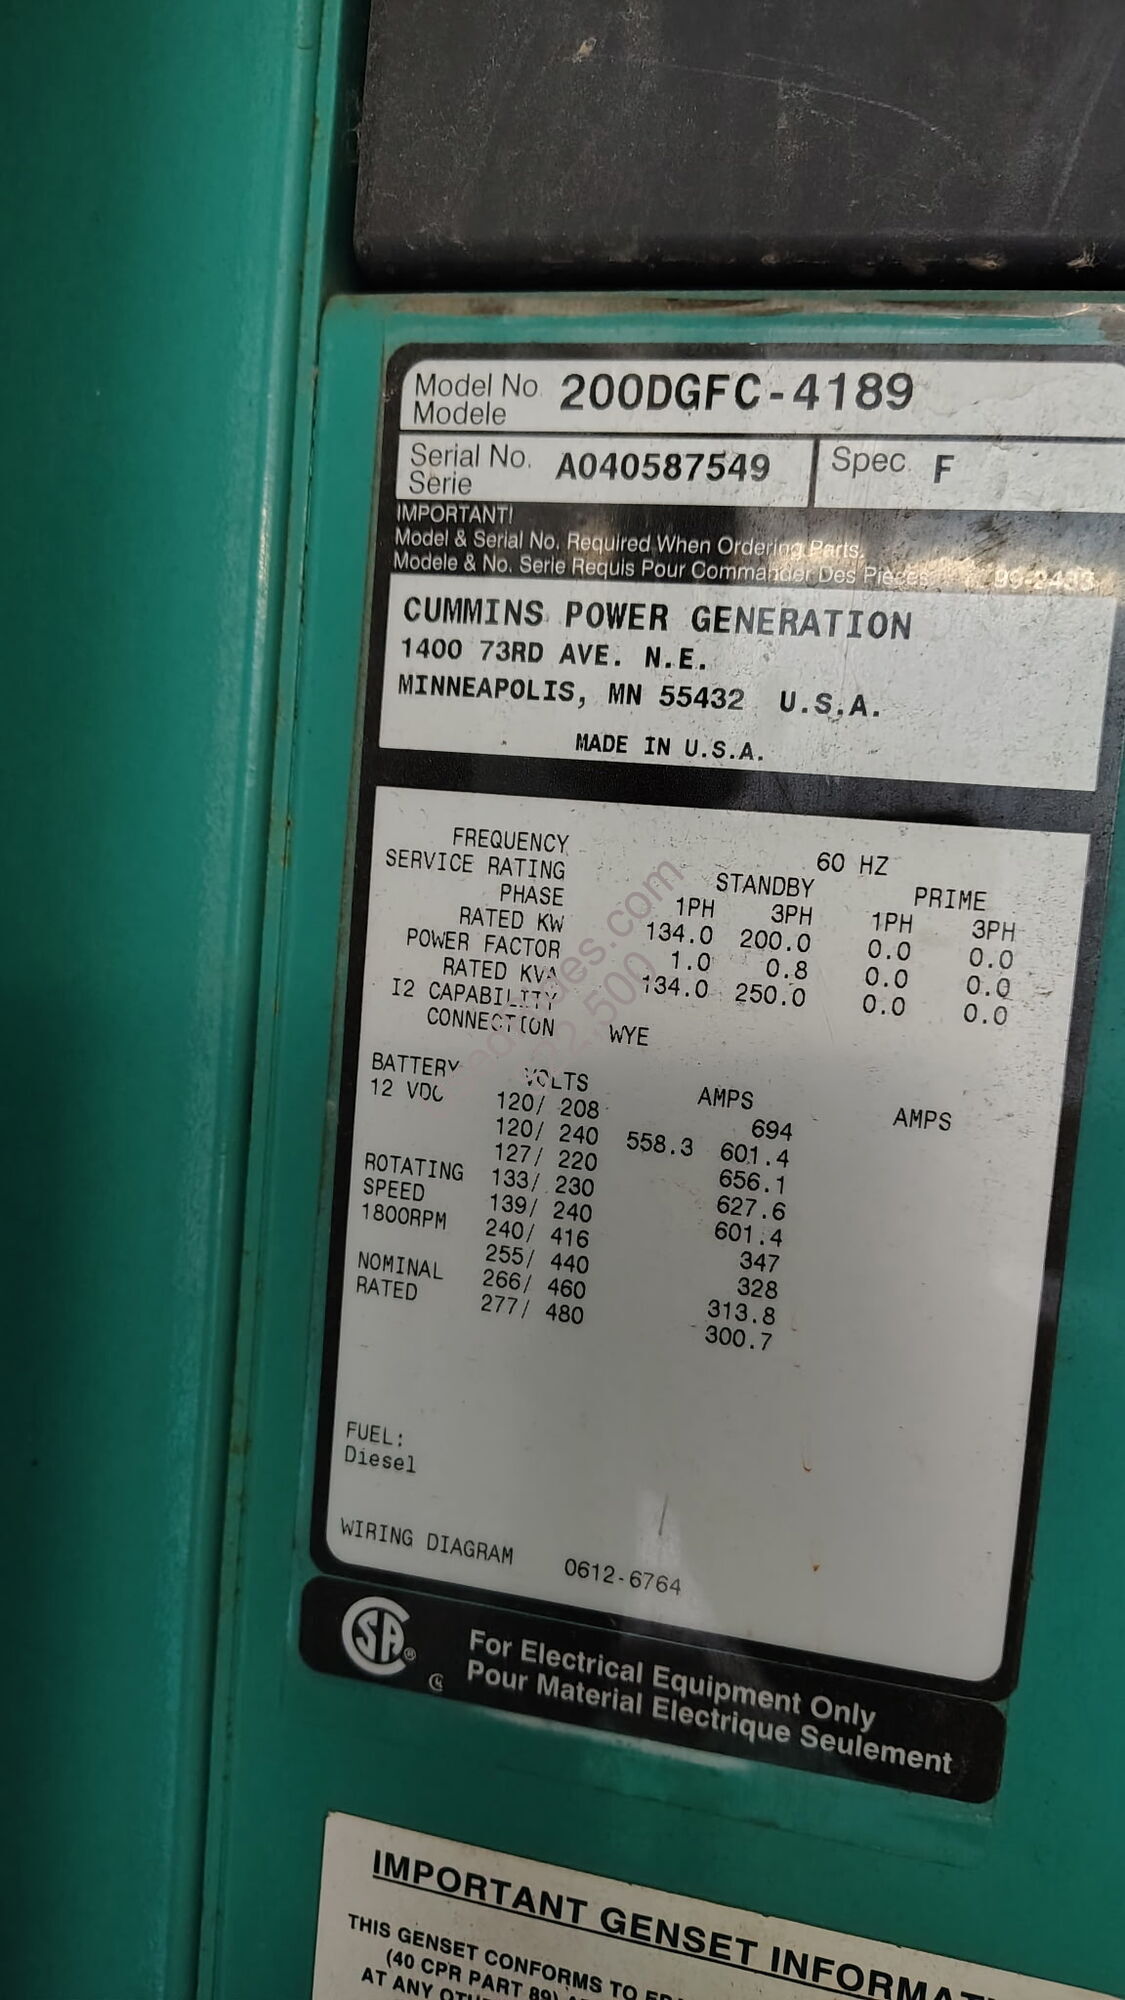 Model No. 200DGFC-4189
Modele
Serial No. A040587549 Spec. F
Serie
IMPORTANT!
Model & Serial No. Required When Ordering Parts.
Modele & No. Serie Requis Pour Commander Des Pieces. 99-2433
CUMMINS POWER GENERATION
1400 73RD AVE. N.E.
MINNEAPOLIS, MN 55432 U.S.A.
MADE IN U.S.A.
FREQUENCY 60 HZ
SERVICE RATING STANDBY PRIME
PHASE 1PH 3PH 1PH 3PH
RATED KW 134.0 200.0 0.0 0.0
POWER FACTOR 1.0 0.8 0.0 0.0
RATED KVA 134.0 250.0 0.0 0.0
I2 CAPABILITY
CONNECTION WYE
BATTERY VOLTS AMPS AMPS
12 VDC 120/ 208 694
120/ 240 558.3 601.4
127/ 220 656.1
ROTATING 133/ 230 627.6
SPEED 139/ 240 601.4
1800RPM 240/ 416 347
255/ 440 328
NOMINAL 266/ 460 313.8
RATED 277/ 480 300.7
FUEL:
Diesel
WIRING DIAGRAM 0612-6764
SA ®
For Electrical Equipment Only
Pour Material Electrique Seulement
IMPORTANT GENSET
THIS GENSET CONFORMS TO
(40 CPR PART 89)
AT ANY